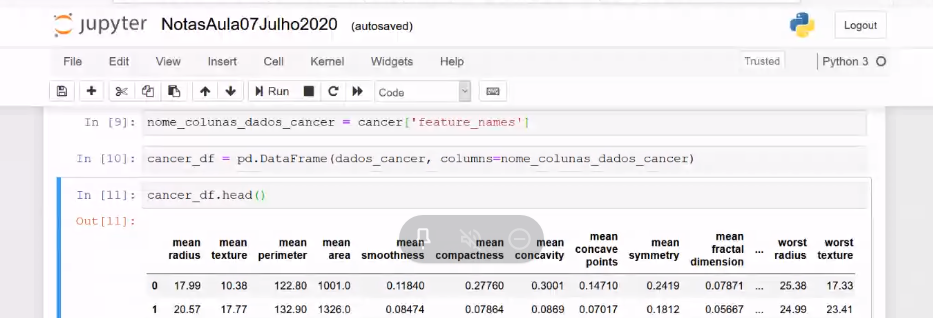 jupyter NotasAula07Julho2020 (autosaved) Logout
File Edit View Insert Cell Kernel Widgets Help Trusted Python 3
Run Code
In [9]: nome_colunas_dados_cancer = cancer['feature_names']
In [10]: cancer_df = pd.DataFrame(dados_cancer, columns=nome_colunas_dados_cancer)
In [11]: cancer_df.head()
Out[11]:
mean radius mean texture mean perimeter mean area mean smoothness mean compactness mean concavity mean concave points mean symmetry mean fractal dimension ... worst radius worst texture
0 17.99 10.38 122.80 1001.0 0.11840 0.27760 0.3001 0.14710 0.2419 0.07871 ... 25.38 17.33
1 20.57 17.77 132.90 1326.0 0.08474 0.07864 0.0869 0.07017 0.1812 0.05667 ... 24.99 23.41